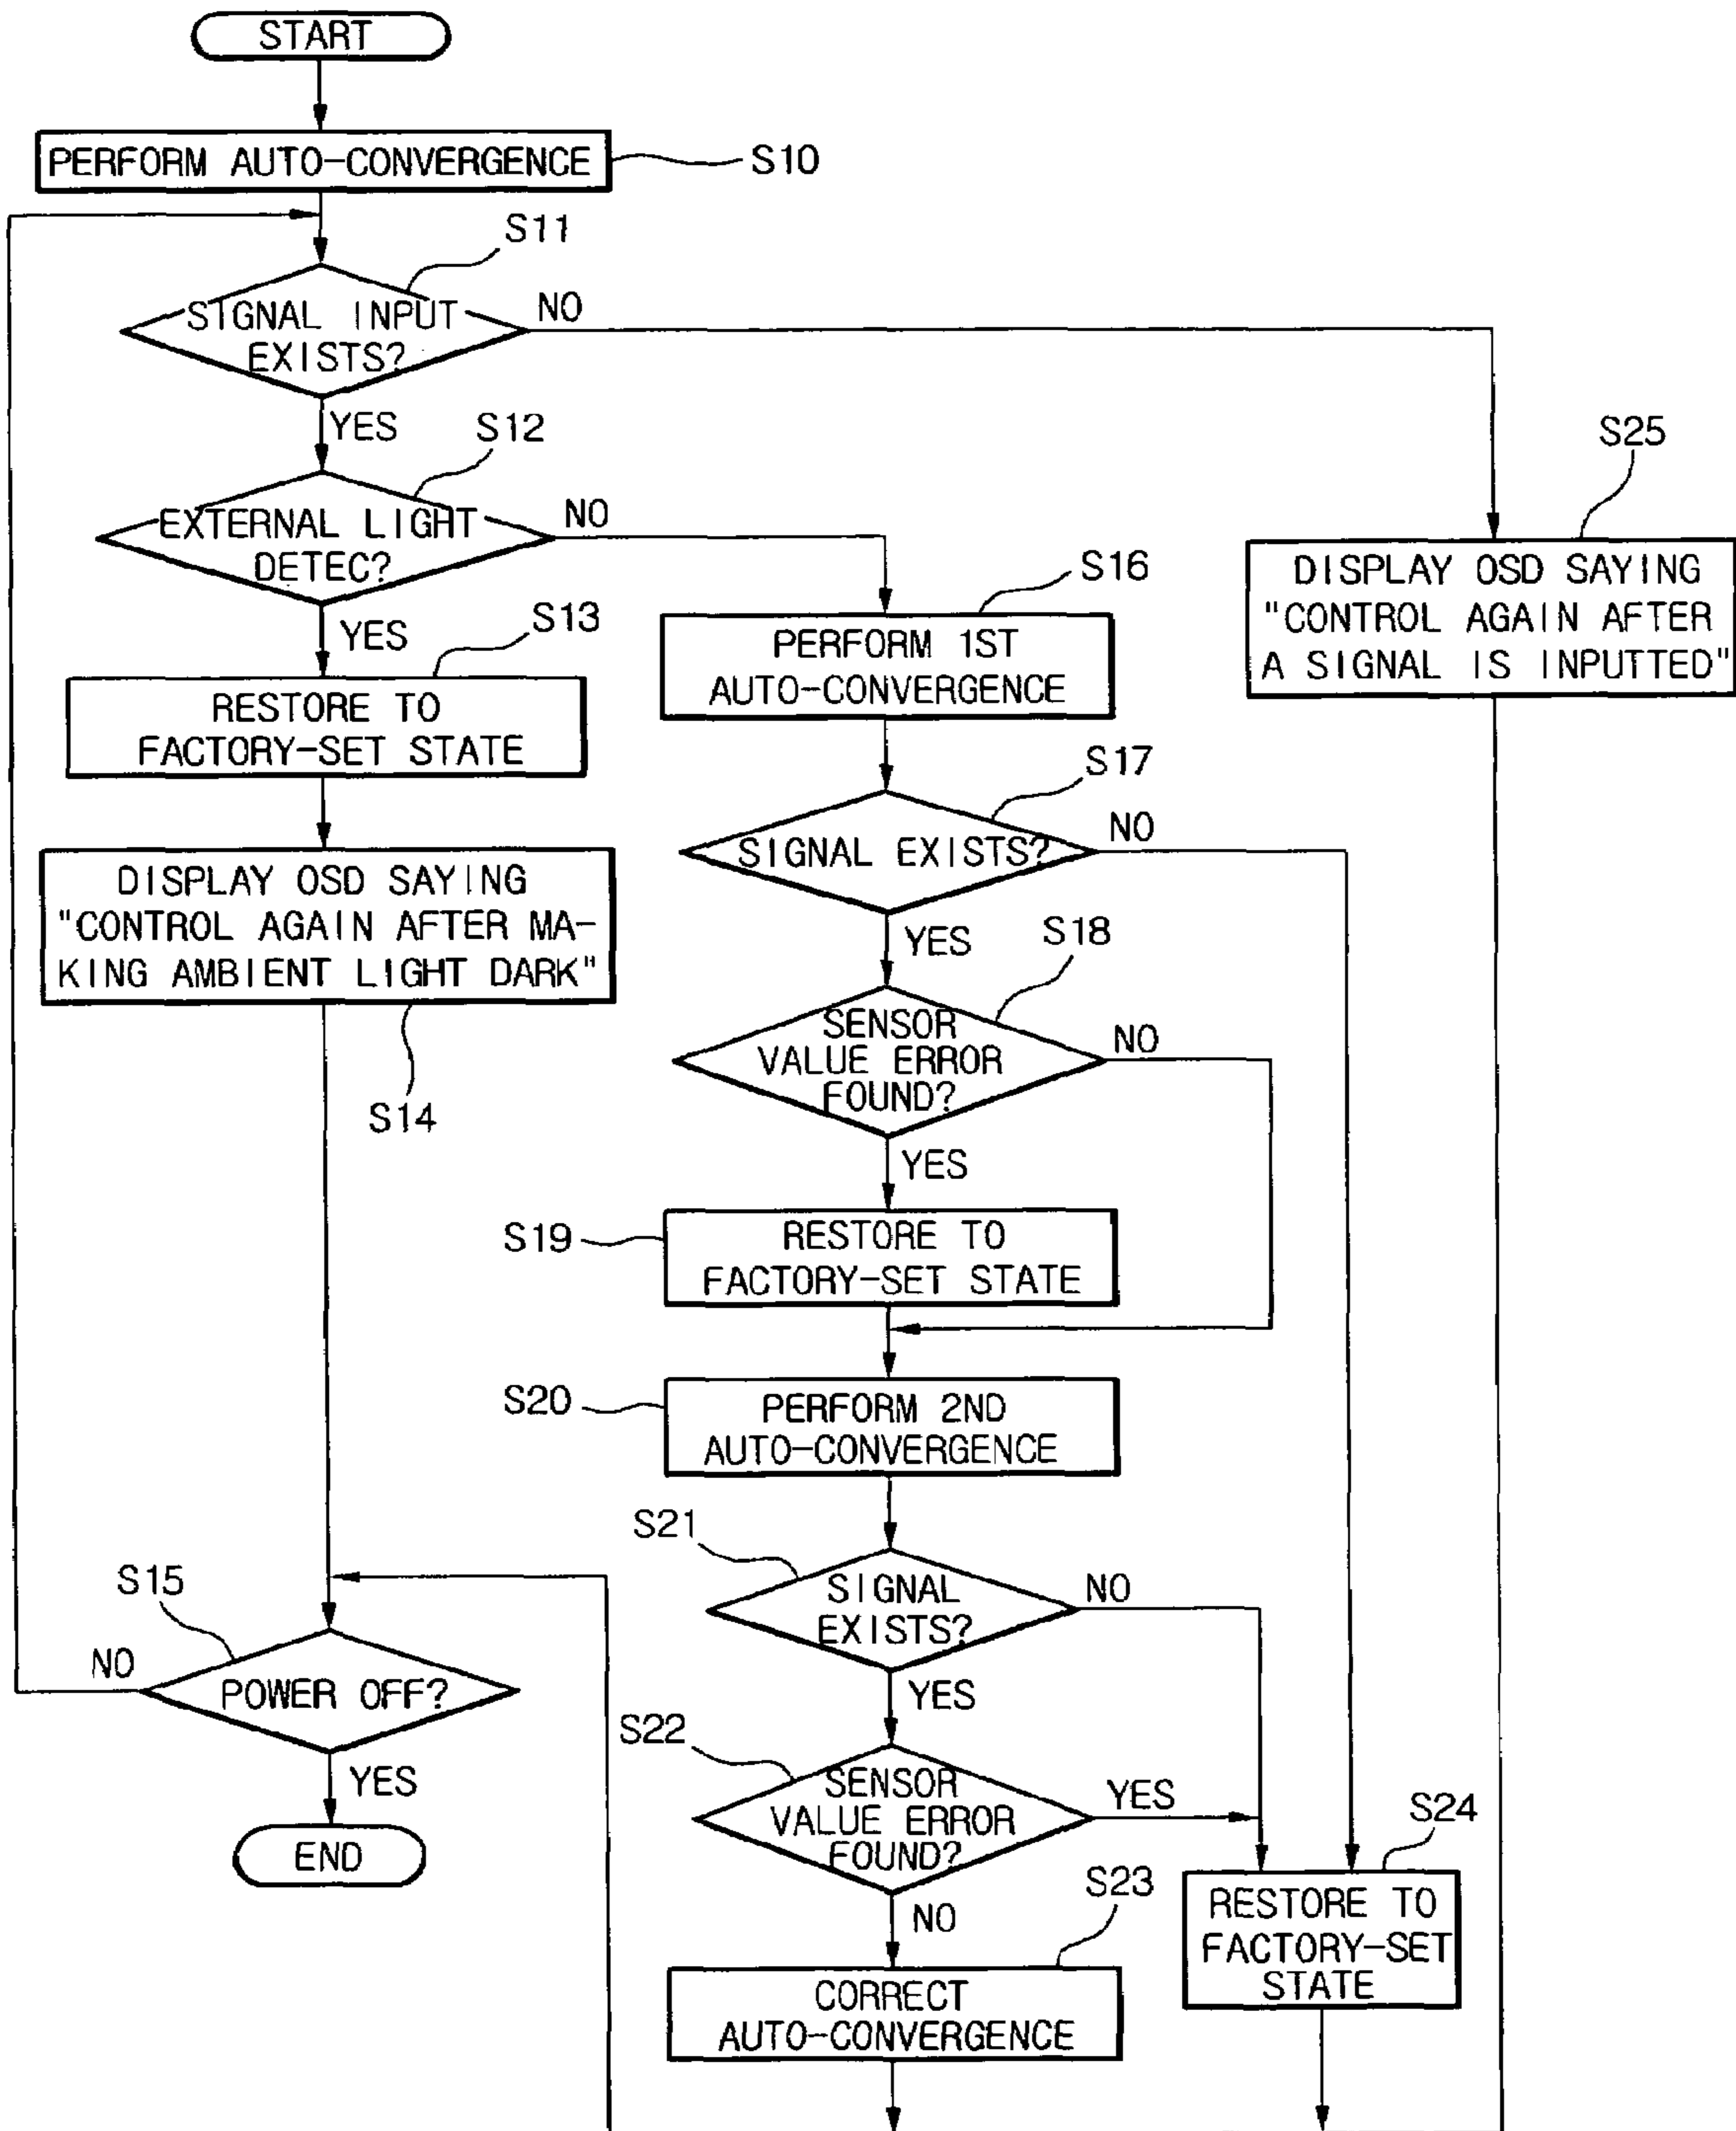 START
PERFORM AUTO-CONVERGENCE
S10
S11
SIGNAL INPUT
EXISTS?
NO
YES
S12
EXTERNAL LIGHT
DETEC?
NO
YES
S13
RESTORE TO
FACTORY-SET STATE
DISPLAY OSD SAYING
"CONTROL AGAIN AFTER MA-
KING AMBIENT LIGHT DARK"
S14
S15
NO
POWER OFF?
YES
END
S16
PERFORM 1ST
AUTO-CONVERGENCE
S17
SIGNAL EXISTS?
NO
YES
S18
SENSOR
VALUE ERROR
FOUND?
NO
YES
S19
RESTORE TO
FACTORY-SET STATE
S20
PERFORM 2ND
AUTO-CONVERGENCE
S21
SIGNAL
EXISTS?
NO
YES
S22
SENSOR
VALUE ERROR
FOUND?
YES
NO
S23
CORRECT
AUTO-CONVERGENCE
S24
RESTORE TO
FACTORY-SET
STATE
S25
DISPLAY OSD SAYING
"CONTROL AGAIN AFTER
A SIGNAL IS INPUTTED"